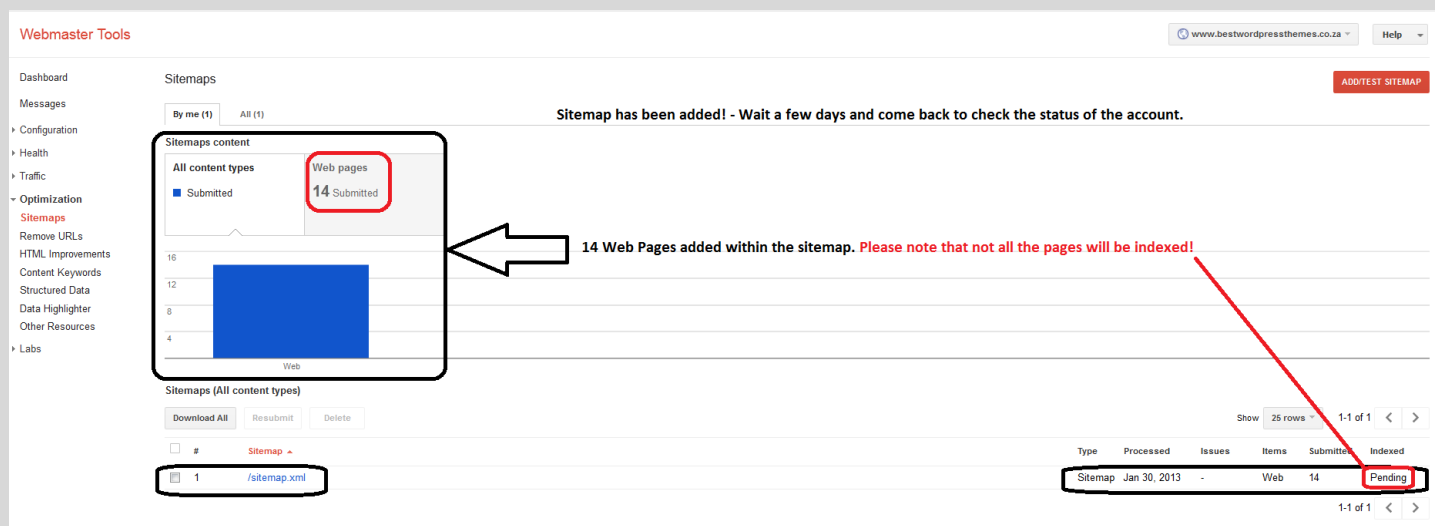 Webmaster Tools
www.bestwordpressthemes.co.za
Help
Dashboard
Messages
Configuration
Health
Traffic
Optimization
Sitemaps
Remove URLs
HTML Improvements
Content Keywords
Structured Data
Data Highlighter
Other Resources
Labs
Sitemaps
ADD/TEST SITEMAP
By me (1) All (1)
Sitemap has been added! - Wait a few days and come back to check the status of the account.
Sitemaps content
All content types
Submitted
Web pages
14 Submitted
14 Web Pages added within the sitemap. Please note that not all the pages will be indexed!
16
12
8
4
Web
Sitemaps (All content types)
Download All Resubmit Delete
Show 25 rows 1-1 of 1
# Sitemap Type Processed Issues Items Submitted Indexed
1 /sitemap.xml Sitemap Jan 30, 2013 - Web 14 Pending
1-1 of 1